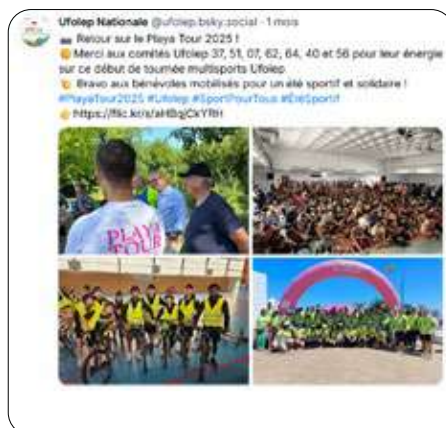 Ufolep Nationale @ufolep.bsky.social · 1 mois
Retour sur le Playa Tour 2025 !
Merci aux comités Ufolep 37, 51, 07, 62, 64, 40 et 56 pour leur énergie
sur ce début de tournée multisports Ufolep
Bravo aux bénévoles mobilisés pour un été sportif et solidaire !
#PlayaTour2025 #Ufolep #SportPourTous #ÉtéSportif
PLAYA
TOUR